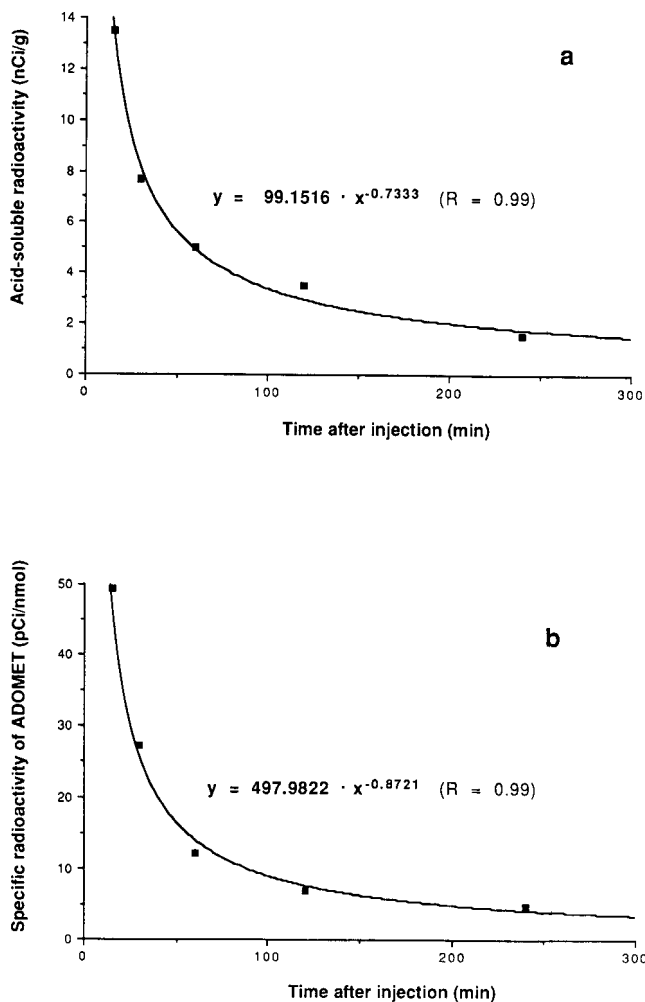 a
Acid-soluble radioactivity (nCi/g)
14
12
10
8
6
4
2
0
y = 99.1516 · x^-0.7333 (R = 0.99)
0 100 200 300
Time after injection (min)
b
Specific radioactivity of ADOMET (pCi/nmol)
50
40
30
20
10
0
y = 497.9822 · x^-0.8721 (R = 0.99)
0 100 200 300
Time after injection (min)